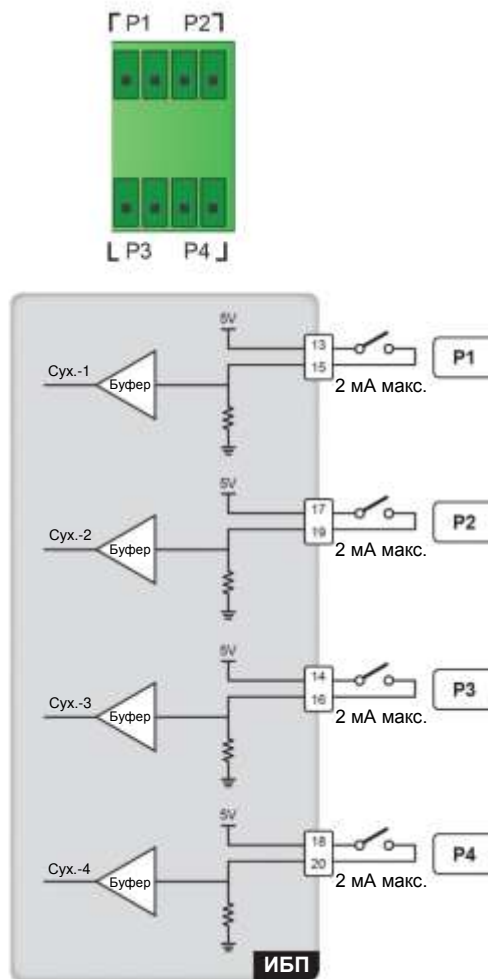 P1 P2
P3 P4
5V
13
15
P1
2 мА макс.
Сух.-1
Буфер
5V
17
19
P2
2 мА макс.
Сух.-2
Буфер
5V
14
16
P3
2 мА макс.
Сух.-3
Буфер
5V
18
20
P4
2 мА макс.
Сух.-4
Буфер
ИБП